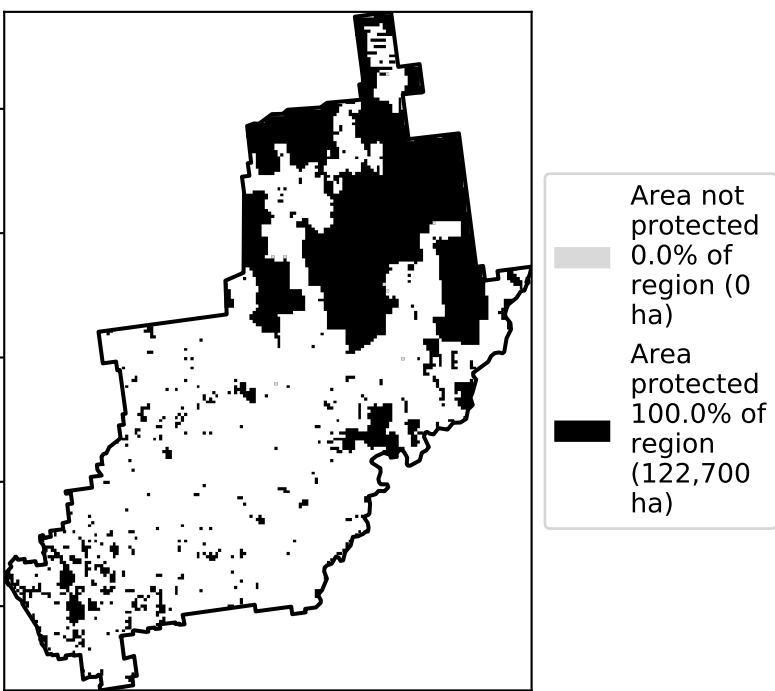 Area not
protected
0.0% of
region (0
ha)
Area
protected
100.0% of
region
(122,700
ha)